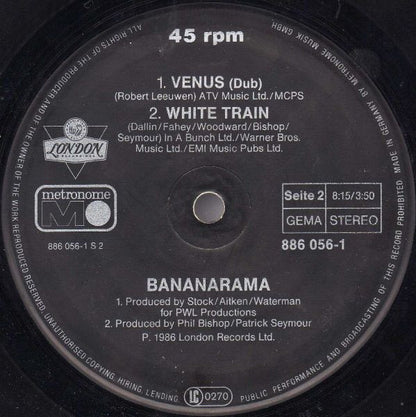 45 rpm
1. VENUS (Dub)
(Robert Leeuwen) ATV Music Ltd./MCPS
2. WHITE TRAIN
(Dallin/Fahey/Woodward/Bishop/
Seymour) In A Bunch Ltd./Warner Bros.
Music Ltd./EMI Music Pubs Ltd.
LONDON
RECORDINGS
metronome
M
886 056-1 S 2
Seite 2 8:15/3:50
GEMA STEREO
886 056-1
BANANARAMA
1. Produced by Stock/Aitken/Waterman
for PWL Productions
2. Produced by Phil Bishop/Patrick Seymour
P. 1986 London Records Ltd.
LC 0270
ALL RIGHTS OF THE PRODUCER AND OF THE OWNER OF THE WORK REPRODUCED RESERVED. UNAUTHORISED COPYING, HIRING, LENDING, PUBLIC PERFORMANCE AND BROADCASTING OF THIS RECORD PROHIBITED. MADE IN GERMANY BY METRONOME MUSIK GMBH.